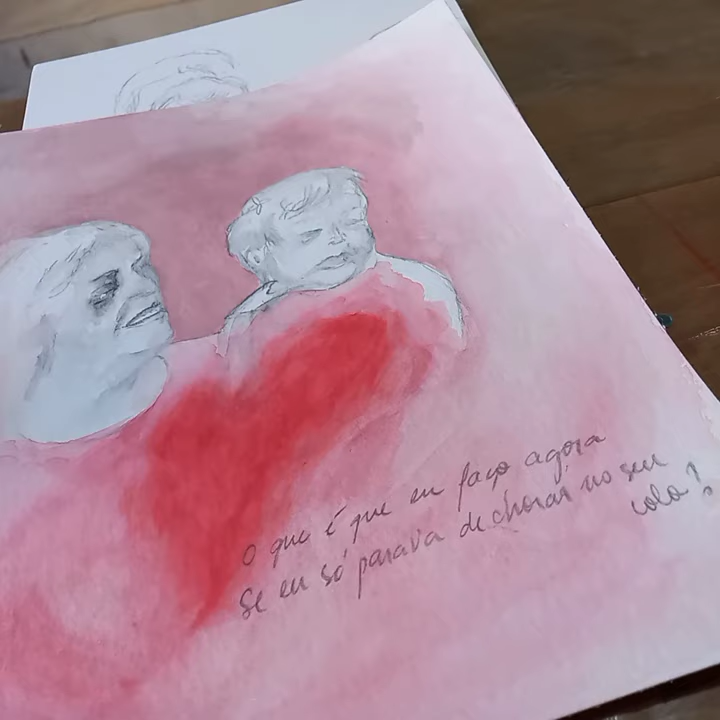 O que é que eu faço agora
se eu só parava de chorar no seu
colo?